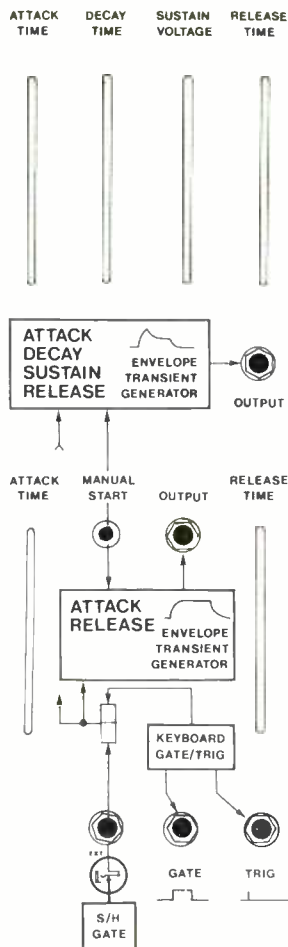 ATTACK TIME
DECAY TIME
SUSTAIN VOLTAGE
RELEASE TIME
ATTACK
DECAY
SUSTAIN
RELEASE
ENVELOPE
TRANSIENT
GENERATOR
OUTPUT
ATTACK TIME
MANUAL START
OUTPUT
RELEASE TIME
ATTACK
RELEASE
ENVELOPE
TRANSIENT
GENERATOR
KEYBOARD
GATE/TRIG
EXT
GATE
TRIG
S/H
GATE